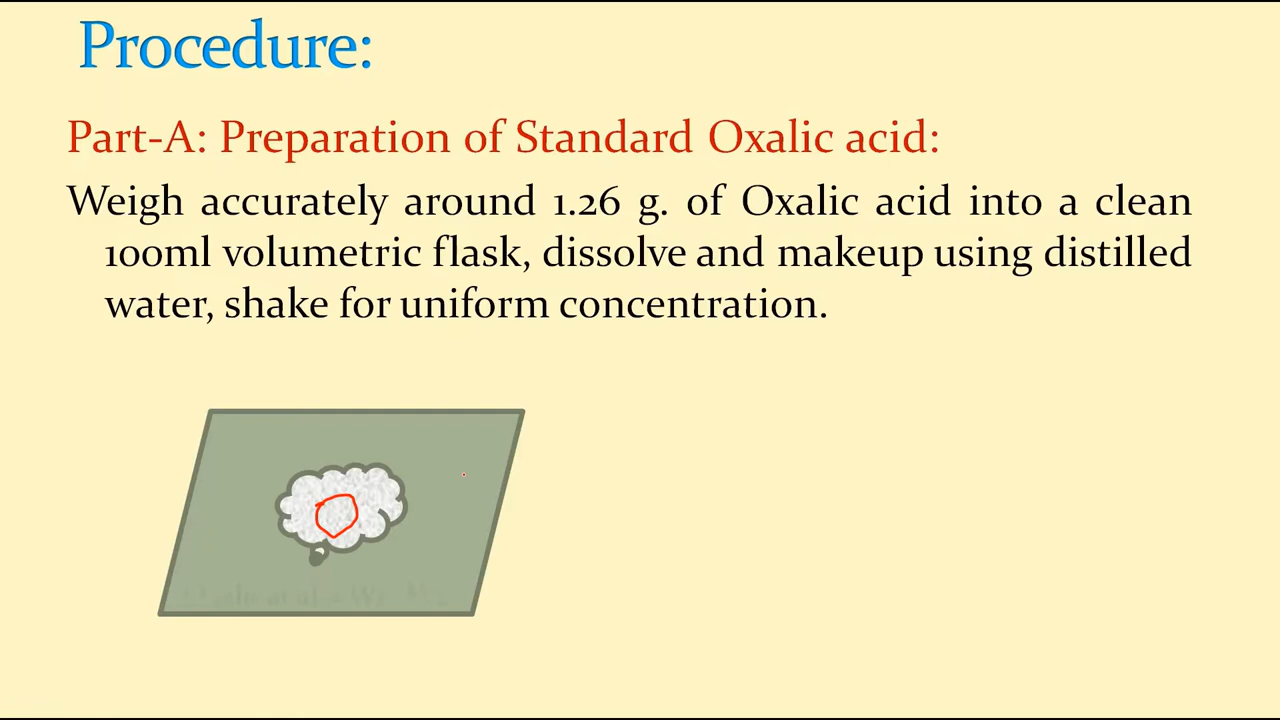 Procedure:
Part-A: Preparation of Standard Oxalic acid:
Weigh accurately around 1.26 g. of Oxalic acid into a clean
100ml volumetric flask, dissolve and makeup using distilled
water, shake for uniform concentration.